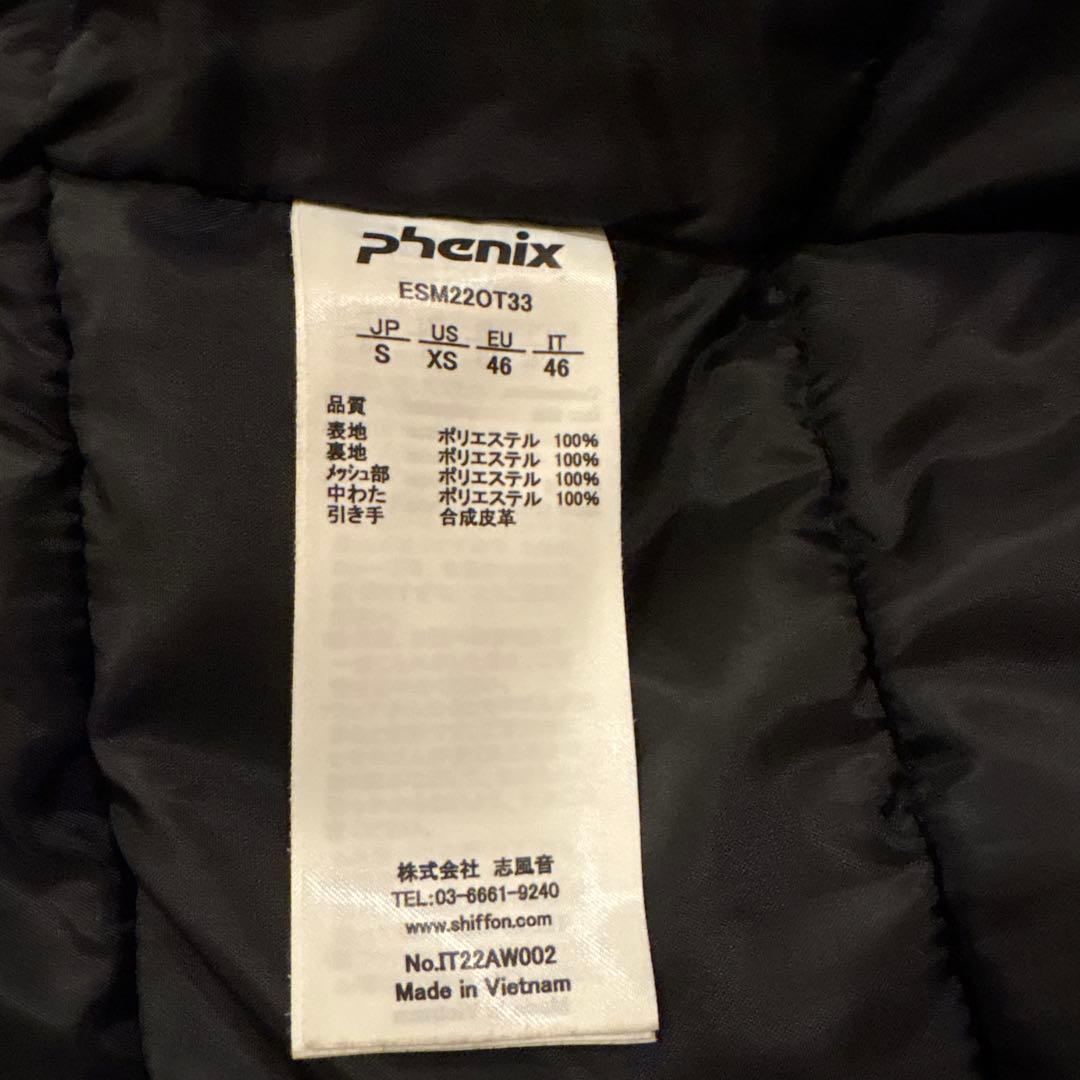 phenix
ESM22OT33
JP US EU IT
S XS 46 46
品質
表地 ポリエステル 100%
裏地 ポリエステル 100%
メッシュ部 ポリエステル 100%
中わた ポリエステル 100%
引き手 合成皮革
株式会社 志風音
TEL:03-6661-9240
www.shiffon.com
No.IT22AW002
Made in Vietnam